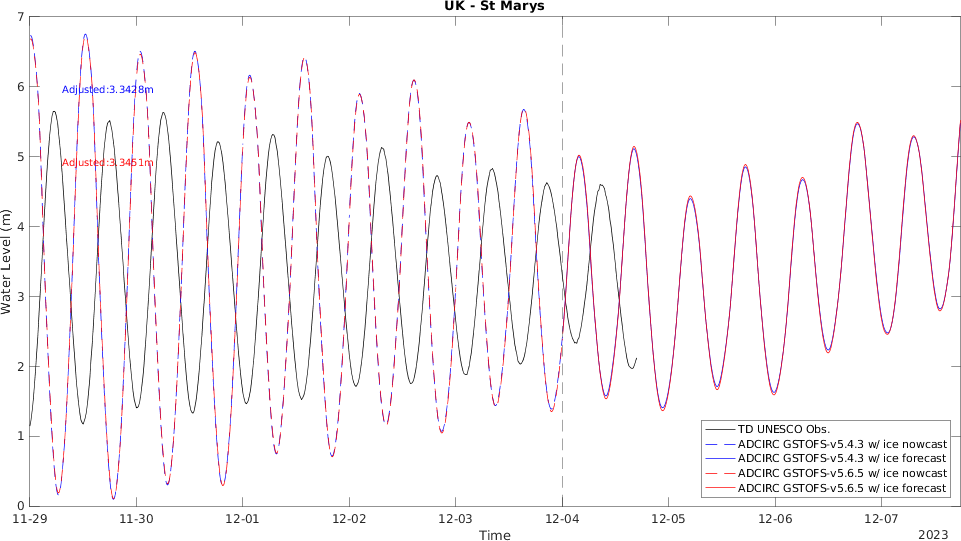 UK - St Marys
7
6
5
4
3
2
1
0
Water Level (m)
Adjusted:3.3428m
Adjusted:3.3451m
TD UNESCO Obs.
ADCIRC GSTOFS-v5.4.3 w/ ice nowcast
ADCIRC GSTOFS-v5.4.3 w/ ice forecast
ADCIRC GSTOFS-v5.6.5 w/ ice nowcast
ADCIRC GSTOFS-v5.6.5 w/ ice forecast
11-29 11-30 12-01 12-02 12-03 12-04 12-05 12-06 12-07
Time
2023